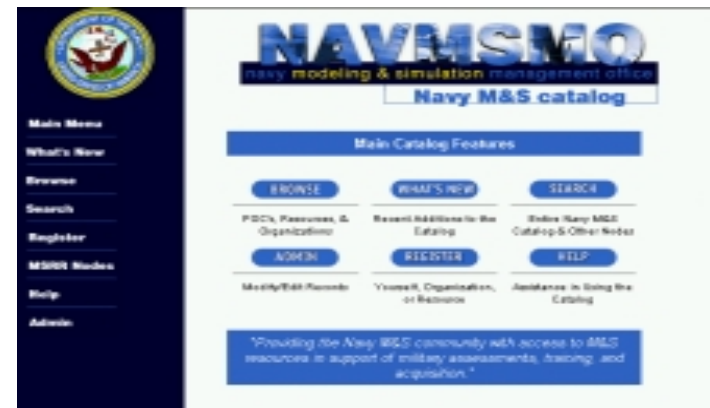 NAVMSMO
navy modeling & simulation management office
Navy M&S catalog
Main Menu
What's New
Browse
Search
Register
MSRR Nodes
Help
Admin
Main Catalog Features
BROWSE
WHAT'S NEW
SEARCH
POC's, Resources, &
Organizations
Recent Additions to the
Catalog
Entire Navy M&S
Catalog & Other Nodes
ADMIN
REGISTER
HELP
Modify/Edit Records
Yourself, Organization,
or Resource
Assistance in Using the
Catalog
"Providing the Navy M&S community with access to M&S
resources in support of military assessments, training, and
acquisition."